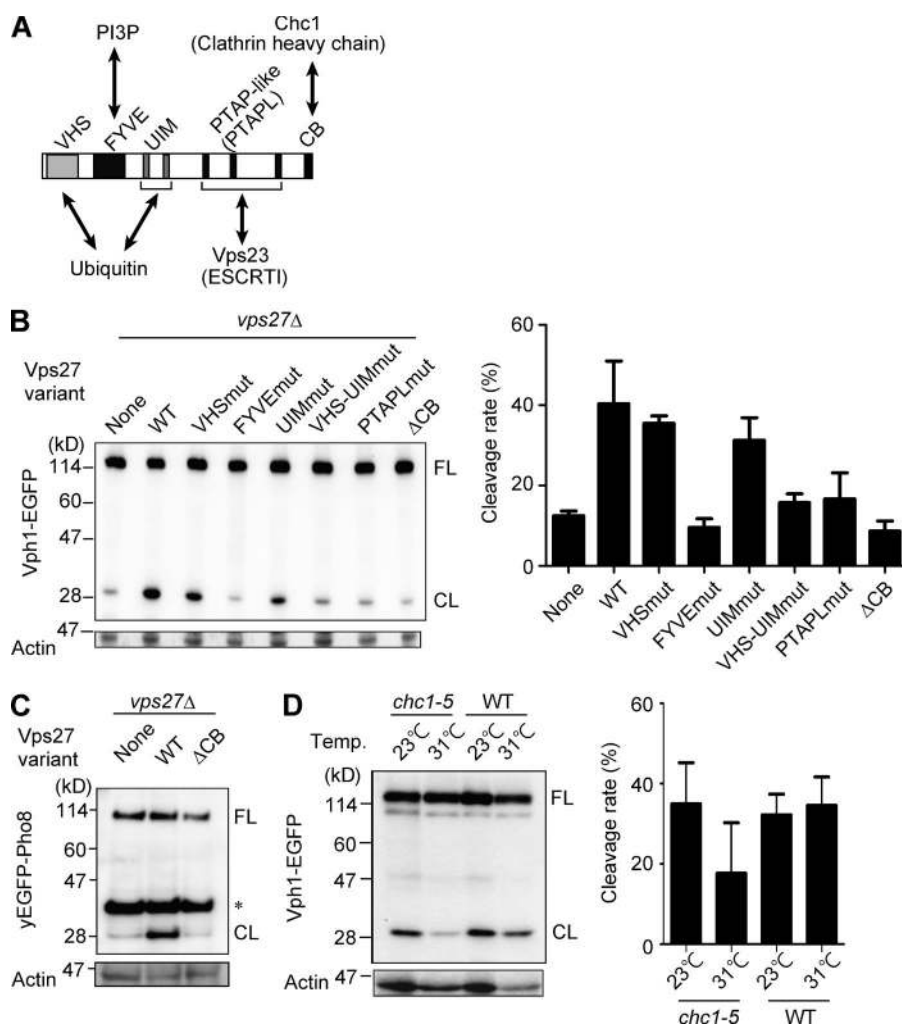 A
PI3P
Chc1
(Clathrin heavy chain)
VHS
FYVE
UIM
PTAP-like
(PTAPL)
CB
Ubiquitin
Vps23
(ESCRTI)
B
vps27Δ
Vps27
variant
None
WT
VHSmut
FYVEmut
UIMmut
VHS-UIMmut
PTAPLmut
ΔCB
(kD)
114
60
47
28
47
Vph1-EGFP
FL
CL
Actin
Cleavage rate (%)
60
40
20
0
None
WT
VHSmut
FYVEmut
UIMmut
VHS-UIMmut
PTAPLmut
ΔCB
C
vps27Δ
Vps27
variant
None
WT
ΔCB
(kD)
114
60
47
28
47
yEGFP-Pho8
FL
*
CL
Actin
D
chc1-5
WT
Temp.
23°C
31°C
23°C
31°C
(kD)
114
60
47
28
47
Vph1-EGFP
FL
CL
Actin
Cleavage rate (%)
60
40
20
0
23°C
31°C
23°C
31°C
chc1-5
WT